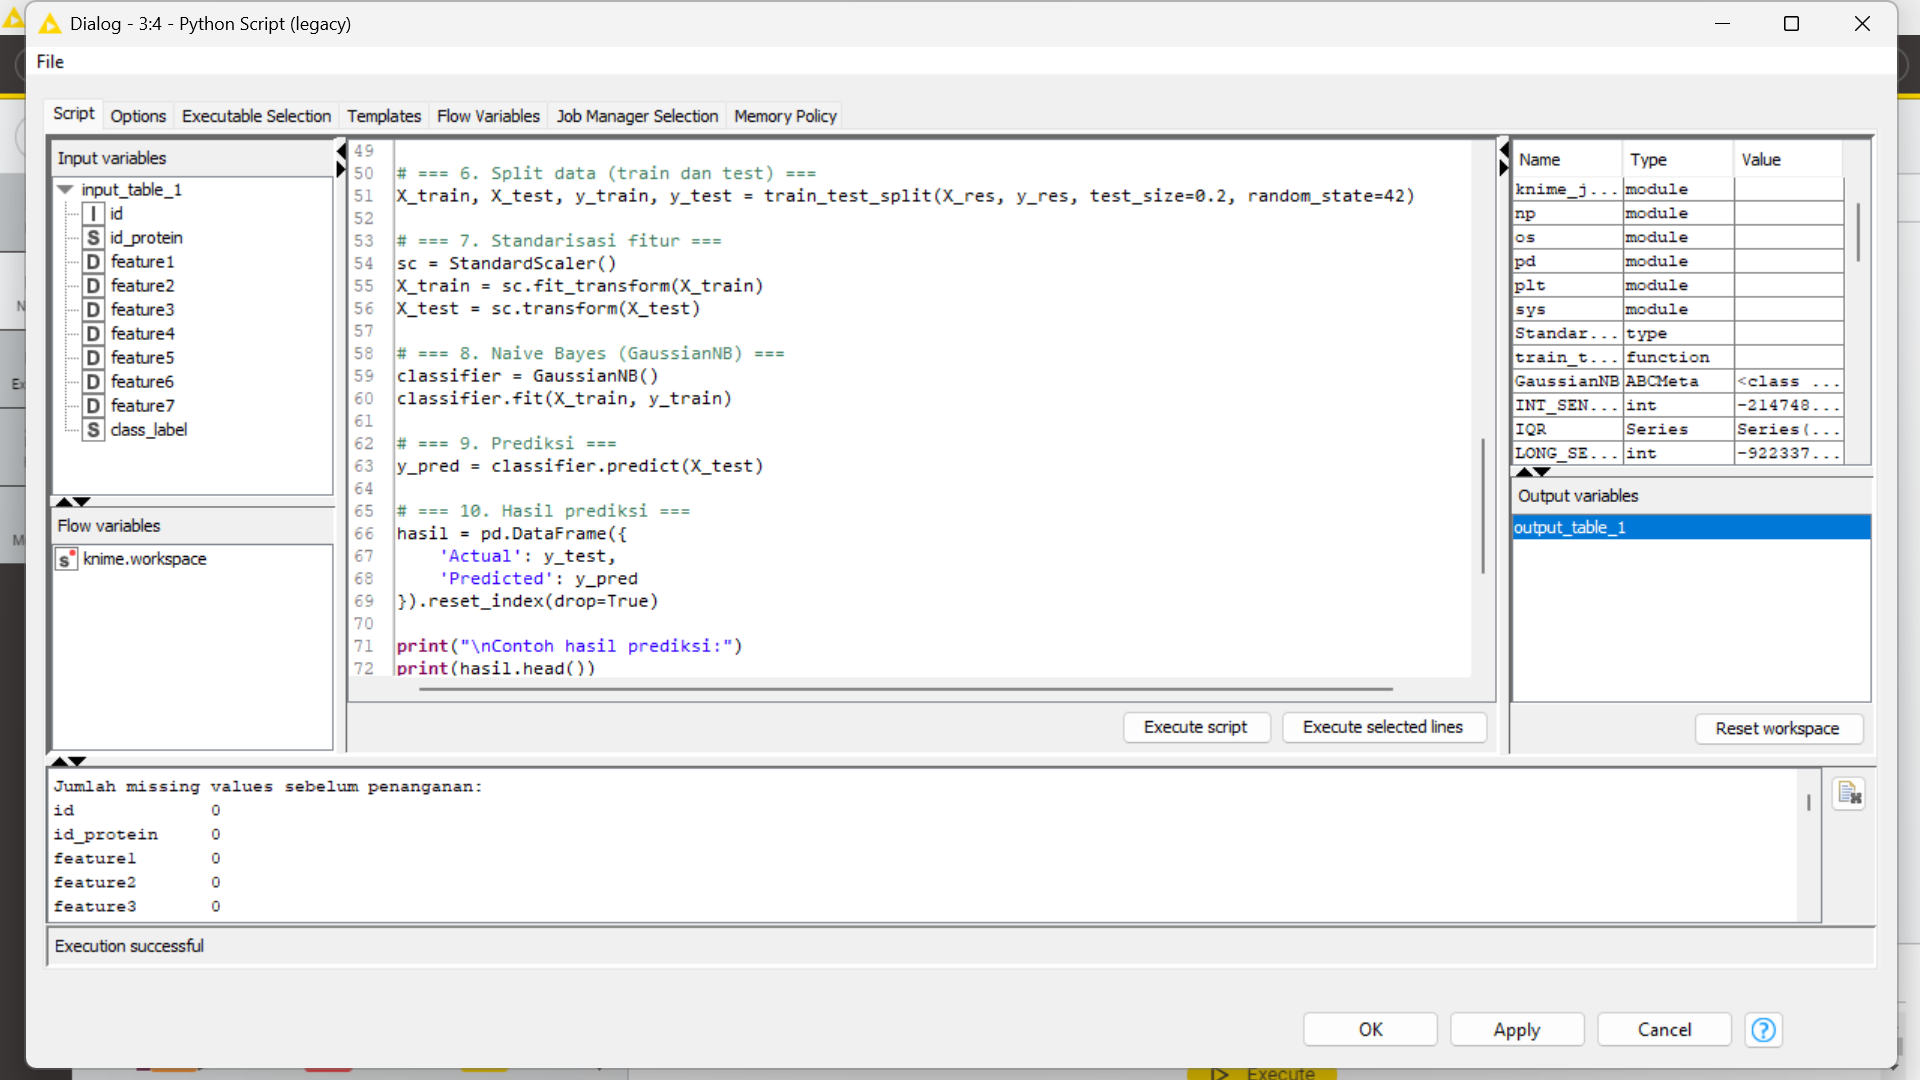 Dialog - 3:4 - Python Script (legacy)
File
Script Options Executable Selection Templates Flow Variables Job Manager Selection Memory Policy
Input variables
input_table_1
I id
S id_protein
D feature1
D feature2
D feature3
D feature4
D feature5
D feature6
D feature7
S class_label
Flow variables
s knime.workspace
49
50 # === 6. Split data (train dan test) ===
51 X_train, X_test, y_train, y_test = train_test_split(X_res, y_res, test_size=0.2, random_state=42)
52
53 # === 7. Standarisasi fitur ===
54 sc = StandardScaler()
55 X_train = sc.fit_transform(X_train)
56 X_test = sc.transform(X_test)
57
58 # === 8. Naive Bayes (GaussianNB) ===
59 classifier = GaussianNB()
60 classifier.fit(X_train, y_train)
61
62 # === 9. Prediksi ===
63 y_pred = classifier.predict(X_test)
64
65 # === 10. Hasil prediksi ===
66 hasil = pd.DataFrame({
67 'Actual': y_test,
68 'Predicted': y_pred
69 }).reset_index(drop=True)
70
71 print("\nContoh hasil prediksi:")
72 print(hasil.head())
Execute script Execute selected lines
Name Type Value
knime_j... module
np module
os module
pd module
plt module
sys module
Standar... type
train_t... function
GaussianNB ABCMeta <class ...
INT_SEN... int -214748...
IQR Series Series(...
LONG_SE... int -922337...
Output variables
output_table_1
Reset workspace
Jumlah missing values sebelum penanganan:
id 0
id_protein 0
feature1 0
feature2 0
feature3 0
Execution successful
OK Apply Cancel ?
Execute